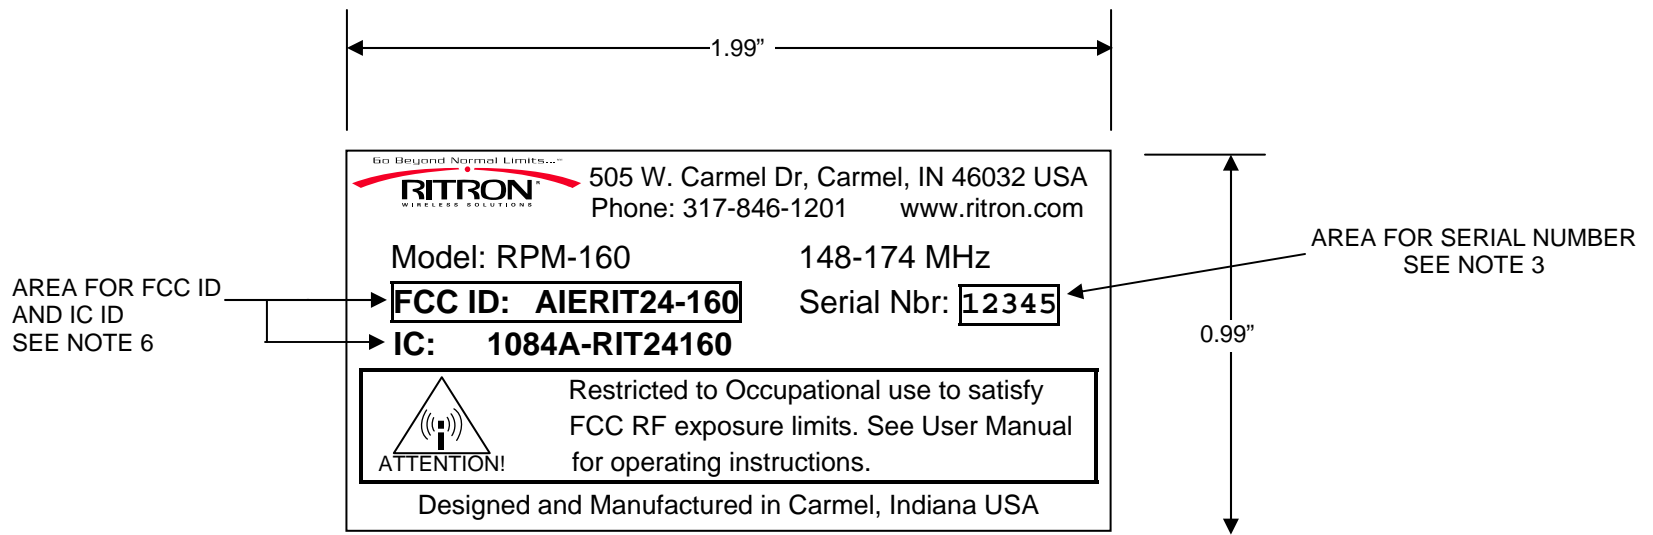 1.99”
Go Beyond Normal Limits...™
RITRON®
WIRELESS SOLUTIONS
505 W. Carmel Dr, Carmel, IN 46032 USA
Phone: 317-846-1201 www.ritron.com
Model: RPM-160 148-174 MHz
FCC ID: AIERIT24-160 Serial Nbr: 12345
IC: 1084A-RIT24160
AREA FOR FCC ID
AND IC ID
SEE NOTE 6
AREA FOR SERIAL NUMBER
SEE NOTE 3
0.99”
ATTENTION!
Restricted to Occupational use to satisfy
FCC RF exposure limits. See User Manual
for operating instructions.
Designed and Manufactured in Carmel, Indiana USA